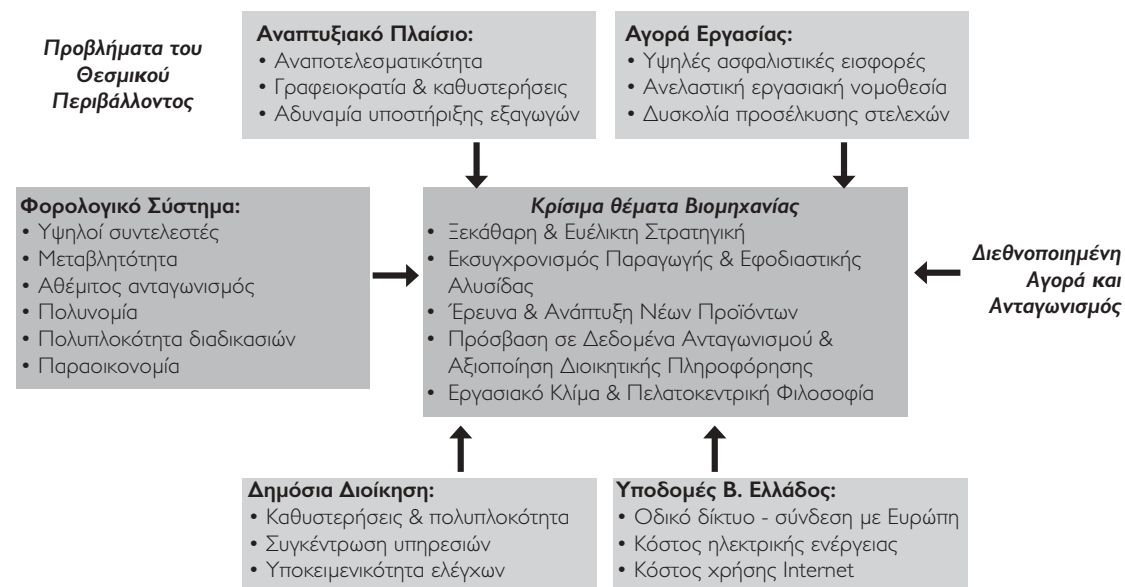 Προβλήματα του
Θεσμικού
Περιβάλλοντος
Αναπτυξιακό Πλαίσιο:
• Αναποτελεσματικότητα
• Γραφειοκρατία & καθυστερήσεις
• Αδυναμία υποστήριξης εξαγωγών
Αγορά Εργασίας:
• Υψηλές ασφαλιστικές εισφορές
• Ανελαστική εργασιακή νομοθεσία
• Δυσκολία προσέλκυσης στελεχών
Φορολογικό Σύστημα:
• Υψηλοί συντελεστές
• Μεταβλητότητα
• Αθέμιτος ανταγωνισμός
• Πολυνομία
• Πολυπλοκότητα διαδικασιών
• Παραοικονομία
Κρίσιμα θέματα Βιομηχανίας
• Ξεκάθαρη & Ευέλικτη Στρατηγική
• Εκσυγχρονισμός Παραγωγής & Εφοδιαστικής
Αλυσίδας
• Έρευνα & Ανάπτυξη Νέων Προϊόντων
• Πρόσβαση σε Δεδομένα Ανταγωνισμού &
Αξιοποίηση Διοικητικής Πληροφόρησης
• Εργασιακό Κλίμα & Πελατοκεντρική Φιλοσοφία
Διεθνοποιημένη
Αγορά και
Ανταγωνισμός
Δημόσια Διοίκηση:
• Καθυστερήσεις & πολυπλοκότητα
• Συγκέντρωση υπηρεσιών
• Υποκειμενικότητα ελέγχων
Υποδομές Β. Ελλάδος:
• Οδικό δίκτυο - σύνδεση με Ευρώπη
• Κόστος ηλεκτρικής ενέργειας
• Κόστος χρήσης Internet